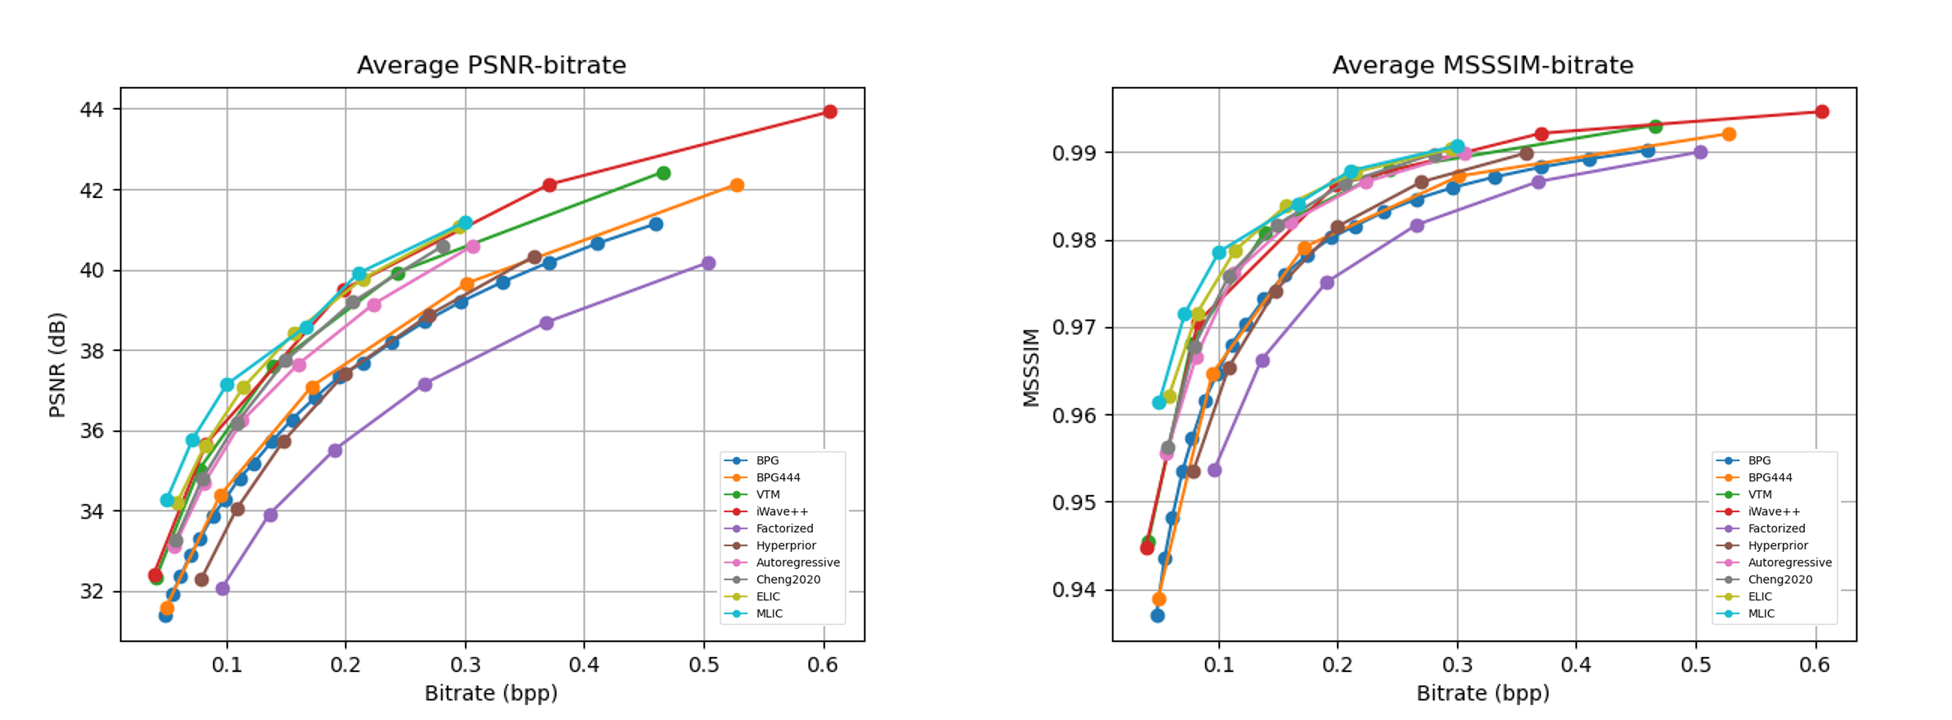 Average PSNR-bitrate
PSNR (dB)
44
42
40
38
36
34
32
0.1 0.2 0.3 0.4 0.5 0.6
Bitrate (bpp)
BPG
BPG444
VTM
iWave++
Factorized
Hyperprior
Autoregressive
Cheng2020
ELIC
MLIC
Average MSSSIM-bitrate
MSSSIM
0.99
0.98
0.97
0.96
0.95
0.94
0.1 0.2 0.3 0.4 0.5 0.6
Bitrate (bpp)
BPG
BPG444
VTM
iWave++
Factorized
Hyperprior
Autoregressive
Cheng2020
ELIC
MLIC